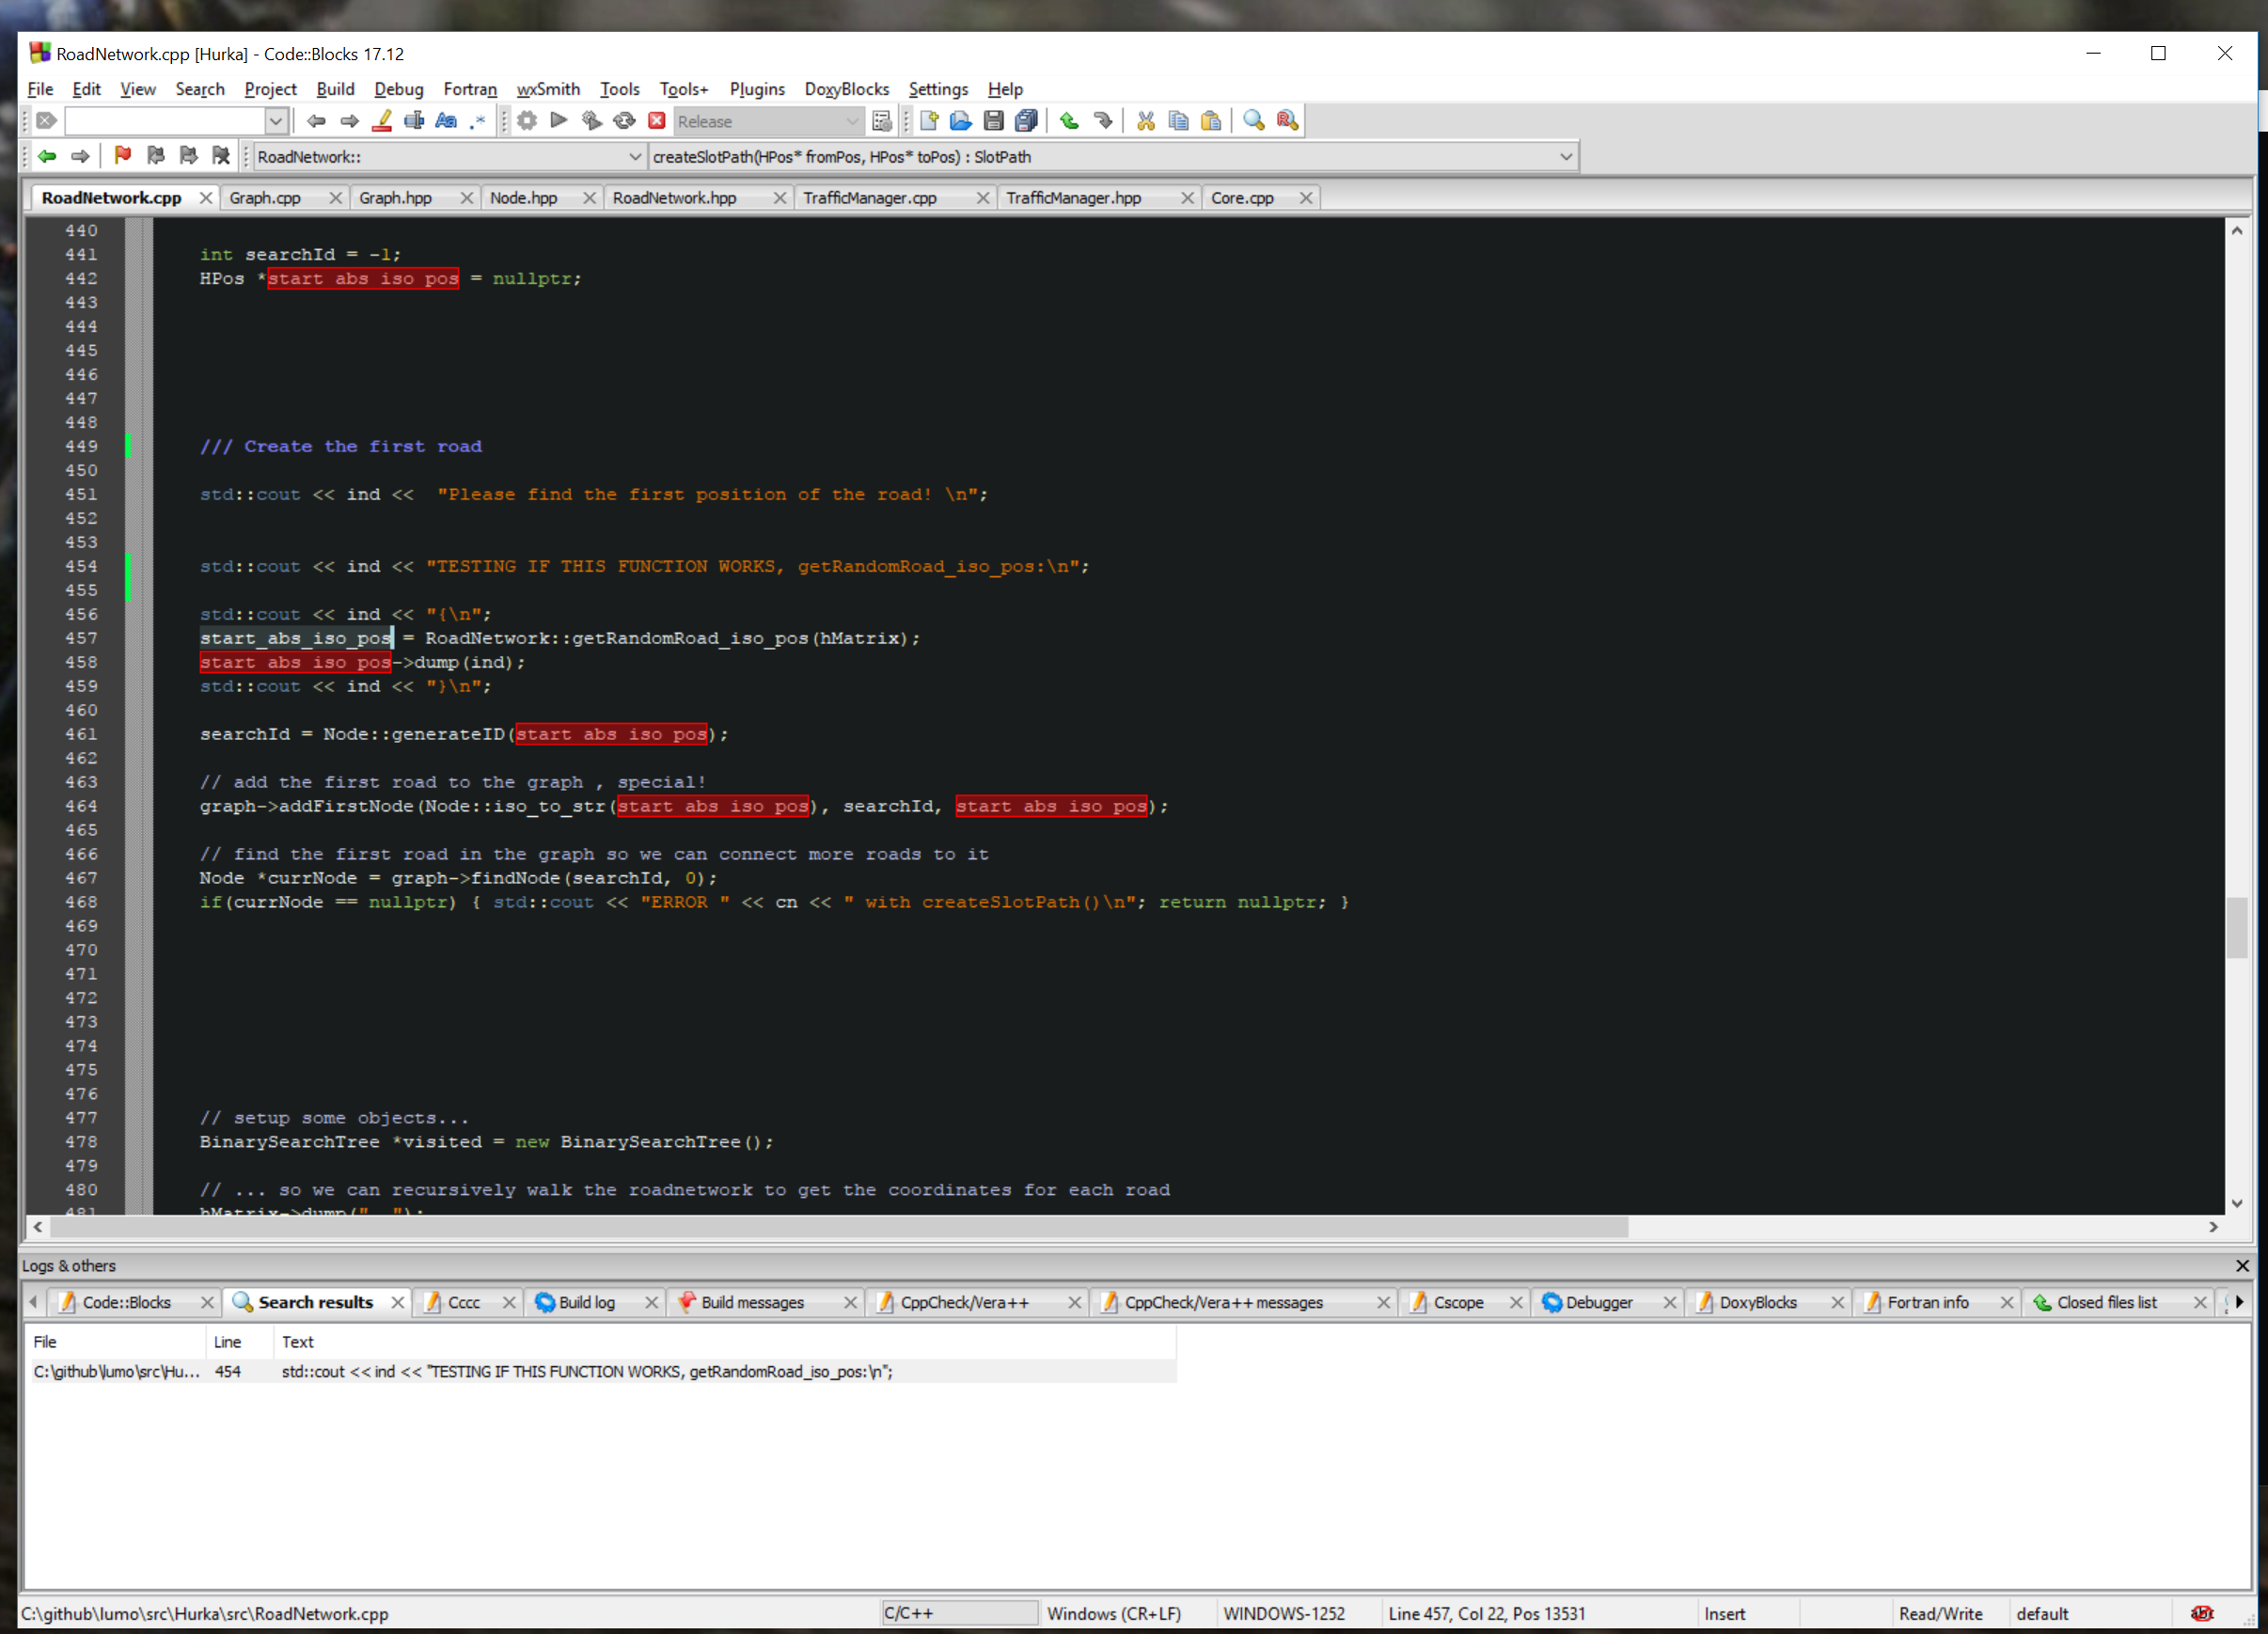 RoadNetwork.cpp [Hurka] - Code::Blocks 17.12
File Edit View Search Project Build Debug Fortran wxSmith Tools Tools+ Plugins DoxyBlocks Settings Help
Release
RoadNetwork:: createSlotPath(HPos* fromPos, HPos* toPos) : SlotPath
RoadNetwork.cpp Graph.cpp Graph.hpp Node.hpp RoadNetwork.hpp TrafficManager.cpp TrafficManager.hpp Core.cpp
440
441 int searchId = -1;
442 HPos *start_abs_iso_pos = nullptr;
443
444
445
446
447
448
449 /// Create the first road
450
451 std::cout << ind <<  "Please find the first position of the road! \n";
452
453
454 std::cout << ind << "TESTING IF THIS FUNCTION WORKS, getRandomRoad_iso_pos:\n";
455
456 std::cout << ind << "{\n";
457 start_abs_iso_pos = RoadNetwork::getRandomRoad_iso_pos(hMatrix);
458 start_abs_iso_pos->dump(ind);
459 std::cout << ind << "}\n";
460
461 searchId = Node::generateID(start_abs_iso_pos);
462
463 // add the first road to the graph , special!
464 graph->addFirstNode(Node::iso_to_str(start_abs_iso_pos), searchId, start_abs_iso_pos);
465
466 // find the first road in the graph so we can connect more roads to it
467 Node *currNode = graph->findNode(searchId, 0);
468 if(currNode == nullptr) { std::cout << "ERROR " << cn << " with createSlotPath()\n"; return nullptr; }
469
470
471
472
473
474
475
476
477 // setup some objects...
478 BinarySearchTree *visited = new BinarySearchTree();
479
480 // ... so we can recursively walk the roadnetwork to get the coordinates for each road
481 hMatrix->dump("  ");
Logs & others
Code::Blocks Search results Cccc Build log Build messages CppCheck/Vera++ CppCheck/Vera++ messages Cscope Debugger DoxyBlocks Fortran info Closed files list
File Line Text
C:\github\lumo\src\Hu... 454 std::cout << ind << "TESTING IF THIS FUNCTION WORKS, getRandomRoad_iso_pos:\n";
C:\github\lumo\src\Hurka\src\RoadNetwork.cpp C/C++ Windows (CR+LF) WINDOWS-1252 Line 457, Col 22, Pos 13531 Insert Read/Write default